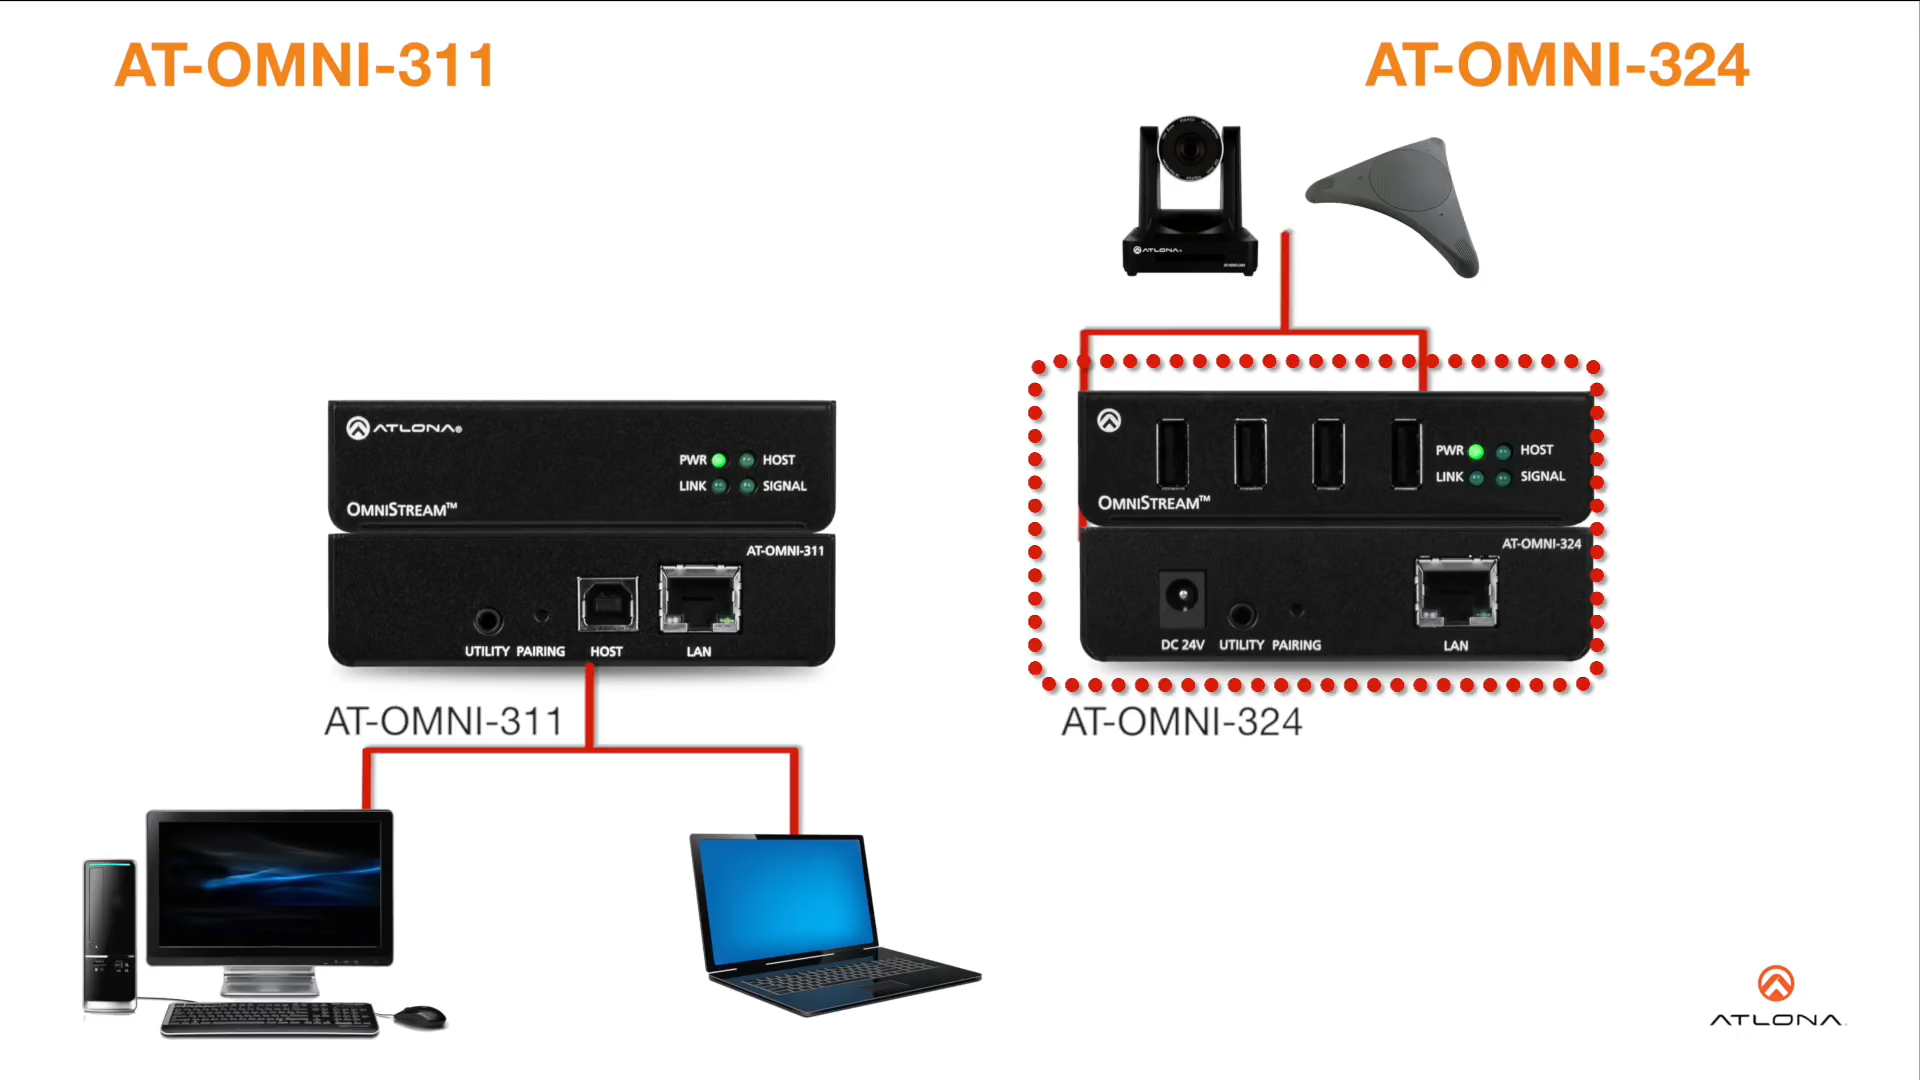 AT-OMNI-311
AT-OMNI-324
ATLONA
ATLONA®
PWR HOST
LINK SIGNAL
OMNISTREAM™
AT-OMNI-311
UTILITY PAIRING HOST LAN
AT-OMNI-311
PWR HOST
LINK SIGNAL
OMNISTREAM™
AT-OMNI-324
DC 24V UTILITY PAIRING LAN
AT-OMNI-324
ATLONA